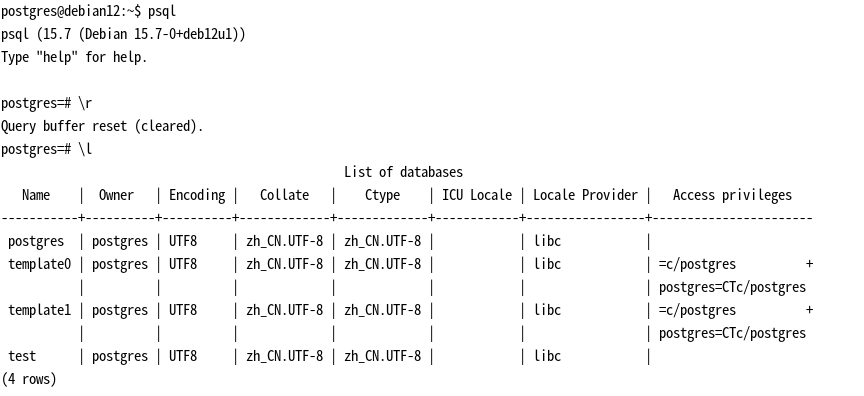 postgres@debian12:~$ psql
psql (15.7 (Debian 15.7-0+deb12u1))
Type "help" for help.

postgres=# \r
Query buffer reset (cleared).
postgres=# \l
                                                List of databases
   Name    |  Owner   | Encoding |   Collate   |    Ctype    | ICU Locale | Locale Provider |   Access privileges
-----------+----------+----------+-------------+-------------+------------+-----------------+-----------------------
 postgres  | postgres | UTF8     | zh_CN.UTF-8 | zh_CN.UTF-8 |            | libc            |
 template0 | postgres | UTF8     | zh_CN.UTF-8 | zh_CN.UTF-8 |            | libc            | =c/postgres          +
           |          |          |             |             |            |                 | postgres=CTc/postgres
 template1 | postgres | UTF8     | zh_CN.UTF-8 | zh_CN.UTF-8 |            | libc            | =c/postgres          +
           |          |          |             |             |            |                 | postgres=CTc/postgres
 test      | postgres | UTF8     | zh_CN.UTF-8 | zh_CN.UTF-8 |            | libc            |
(4 rows)